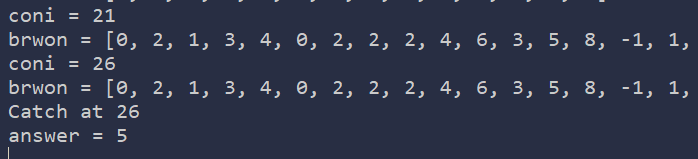 coni = 21
brwon = [0, 2, 1, 3, 4, 0, 2, 2, 2, 4, 6, 3, 5, 8, -1, 1,
coni = 26
brwon = [0, 2, 1, 3, 4, 0, 2, 2, 2, 4, 6, 3, 5, 8, -1, 1,
Catch at 26
answer = 5